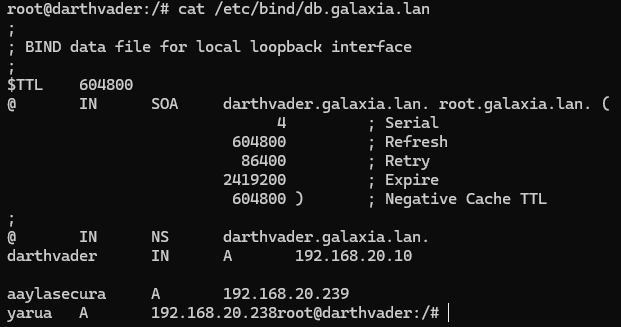 root@darthvader:/# cat /etc/bind/db.galaxia.lan
;
; BIND data file for local loopback interface
;
$TTL    604800
@       IN      SOA     darthvader.galaxia.lan. root.galaxia.lan. (
                              4         ; Serial
                         604800         ; Refresh
                          86400         ; Retry
                        2419200         ; Expire
                         604800 )       ; Negative Cache TTL
;
@       IN      NS      darthvader.galaxia.lan.
darthvader      IN      A       192.168.20.10
aaylasecura     A       192.168.20.239
yarua   A       192.168.20.238root@darthvader:/#